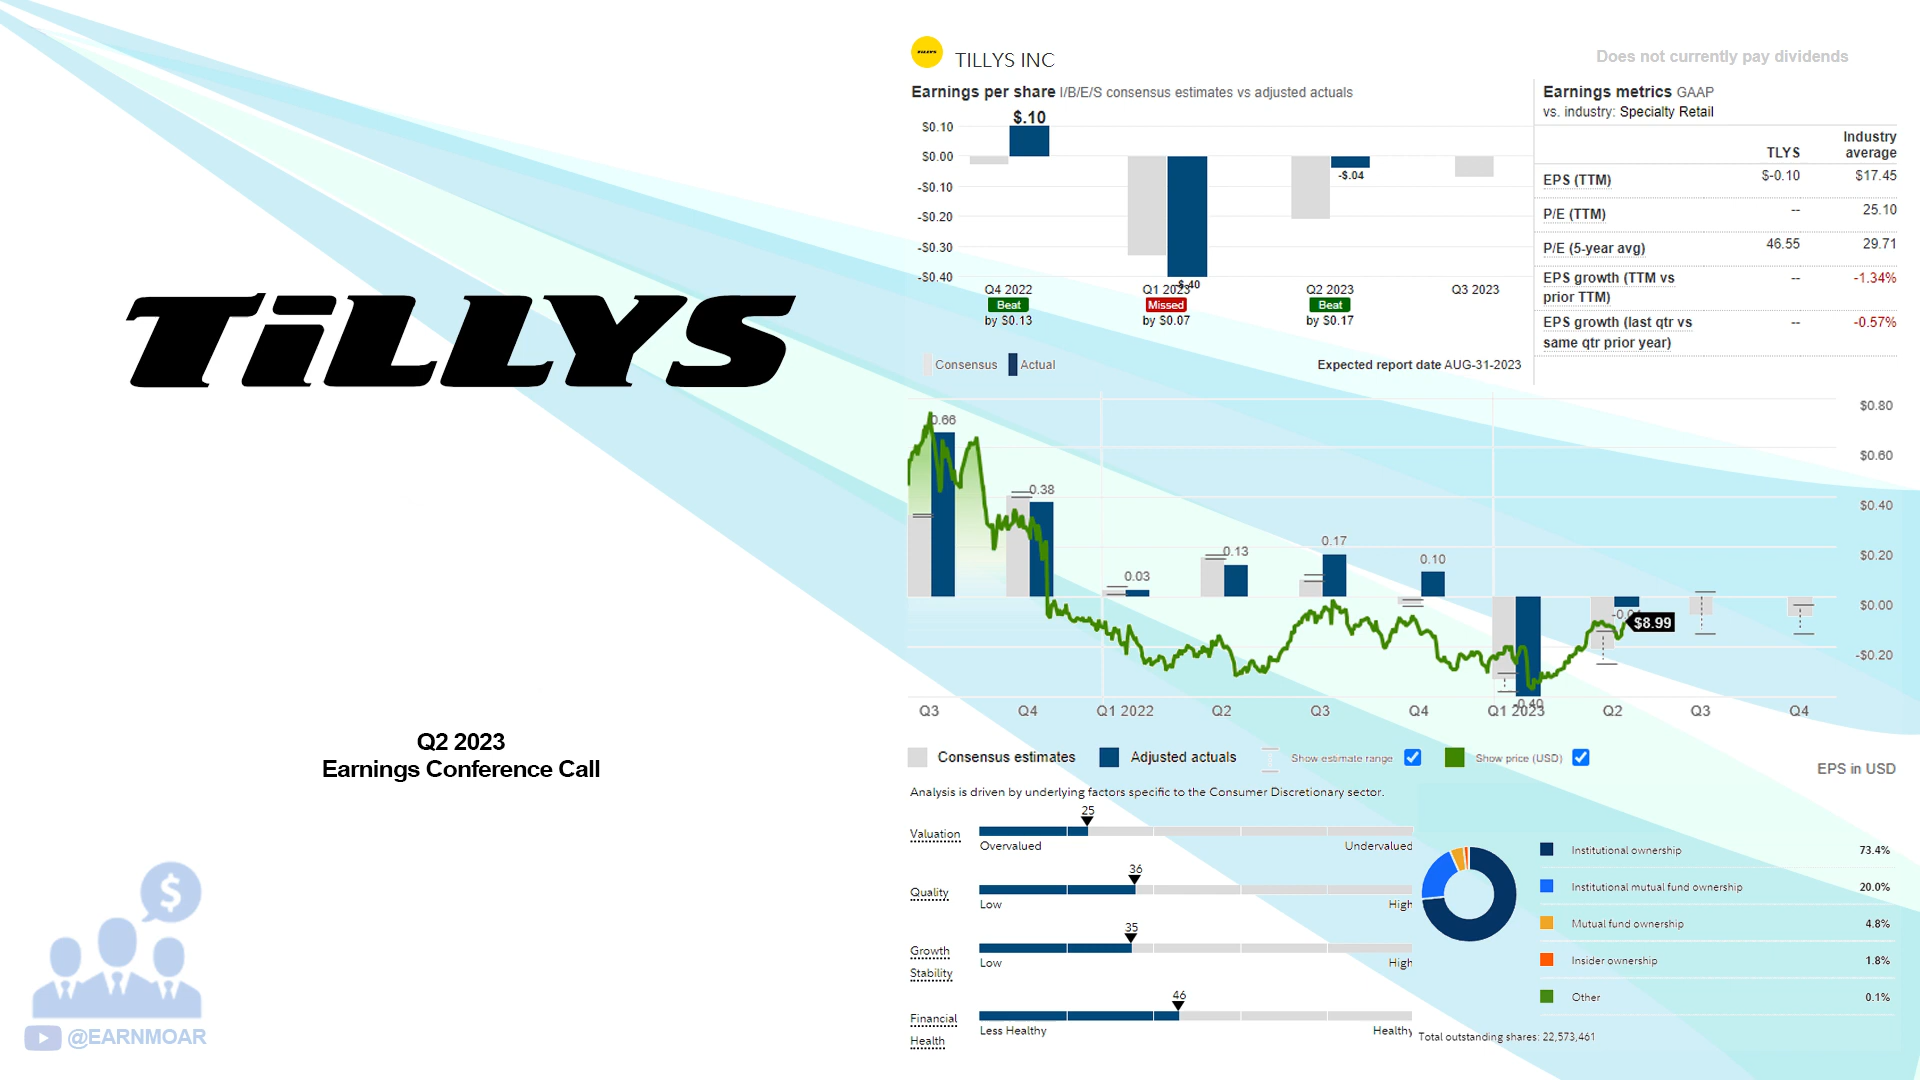 TILLYS
Q2 2023
Earnings Conference Call
$
@EARNMOAR
TILLYS
TILLYS INC
Does not currently pay dividends
Earnings per share I/B/E/S consensus estimates vs adjusted actuals
$0.10
$0.00
-$0.10
-$0.20
-$0.30
-$0.40
$.10
-$.40
-$.04
Q4 2022
Beat
by $0.13
Q1 2023
Missed
by $0.07
Q2 2023
Beat
by $0.17
Q3 2023
Consensus
Actual
Expected report date AUG-31-2023
Earnings metrics GAAP
vs. industry: Specialty Retail
TLYS Industry average
EPS (TTM) $-0.10 $17.45
P/E (TTM) -- 25.10
P/E (5-year avg) 46.55 29.71
EPS growth (TTM vs prior TTM) -- -1.34%
EPS growth (last qtr vs same qtr prior year) -- -0.57%
$0.80
$0.60
$0.40
$0.20
$0.00
-$0.20
0.66
0.38
0.03
0.13
0.17
0.10
-0.40
-0.04
$8.99
Q3 Q4 Q1 2022 Q2 Q3 Q4 Q1 2023 Q2 Q3 Q4
Consensus estimates
Adjusted actuals
Show estimate range
Show price (USD)
EPS in USD
Analysis is driven by underlying factors specific to the Consumer Discretionary sector.
Valuation
25
Overvalued Undervalued
Quality
36
Low High
Growth Stability
35
Low High
Financial Health
46
Less Healthy Healthy
Institutional ownership 73.4%
Institutional mutual fund ownership 20.0%
Mutual fund ownership 4.8%
Insider ownership 1.8%
Other 0.1%
Total outstanding shares: 22,573,461